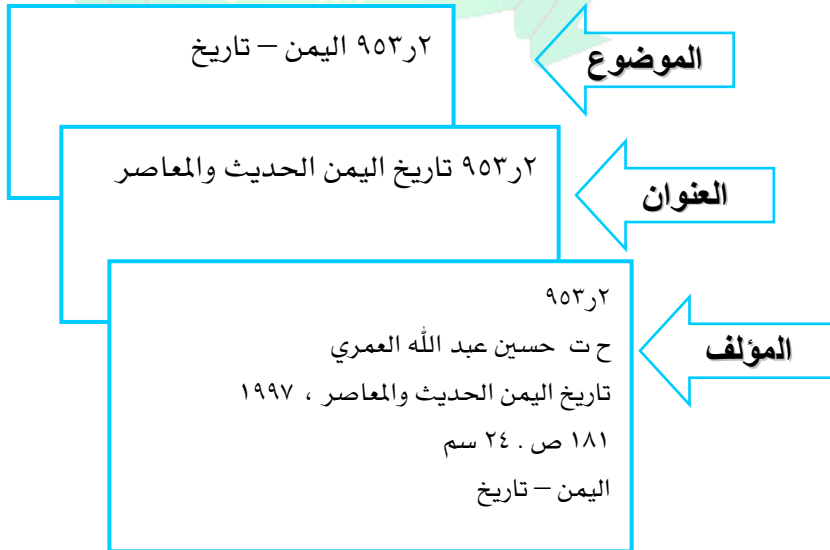 ٢ر٩٥٣ اليمن – تاريخ
الموضوع
٢ر٩٥٣ تاريخ اليمن الحديث والمعاصر
العنوان
٢ر٩٥٣
ح ت حسين عبد الله العمري
تاريخ اليمن الحديث والمعاصر ، ١٩٩٧
١٨١ ص . ٢٤ سم
اليمن – تاريخ
المؤلف